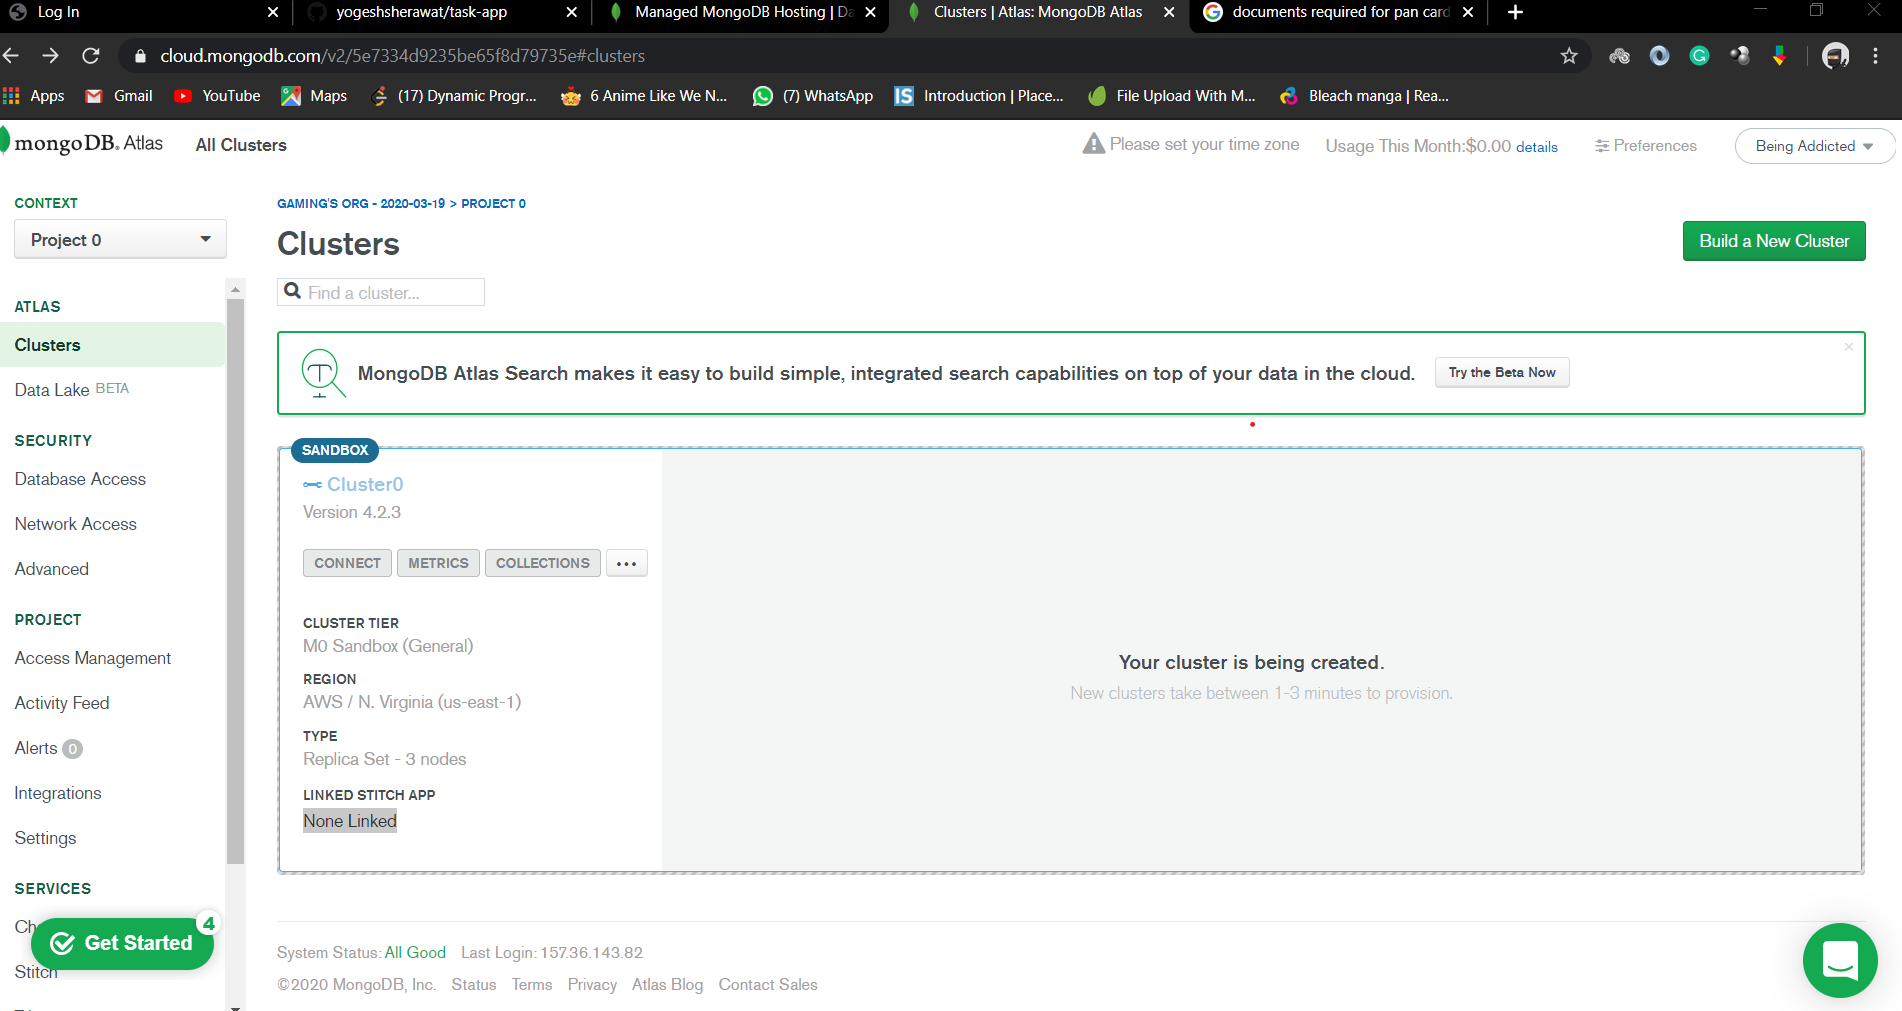 Log In
yogeshsherawat/task-app
Managed MongoDB Hosting | Da
Clusters | Atlas: MongoDB Atlas
documents required for pan card
cloud.mongodb.com/v2/5e7334d9235be65f8d79735e#clusters
Apps
Gmail
YouTube
Maps
(17) Dynamic Progr...
6 Anime Like We N...
(7) WhatsApp
IS
Introduction | Place...
File Upload With M...
Bleach manga | Rea...
mongoDB. Atlas
All Clusters
Please set your time zone
Usage This Month:$0.00 details
Preferences
Being Addicted
CONTEXT
Project 0
ATLAS
Clusters
Data Lake BETA
SECURITY
Database Access
Network Access
Advanced
PROJECT
Access Management
Activity Feed
Alerts 0
Integrations
Settings
SERVICES
Ch
Get Started
4
Stitch
GAMING'S ORG - 2020-03-19 > PROJECT 0
Clusters
Build a New Cluster
Find a cluster...
MongoDB Atlas Search makes it easy to build simple, integrated search capabilities on top of your data in the cloud.
Try the Beta Now
SANDBOX
Cluster0
Version 4.2.3
CONNECT
METRICS
COLLECTIONS
...
CLUSTER TIER
M0 Sandbox (General)
REGION
AWS / N. Virginia (us-east-1)
TYPE
Replica Set - 3 nodes
LINKED STITCH APP
None Linked
Your cluster is being created.
New clusters take between 1-3 minutes to provision.
System Status: All Good Last Login: 157.36.143.82
©2020 MongoDB, Inc. Status Terms Privacy Atlas Blog Contact Sales